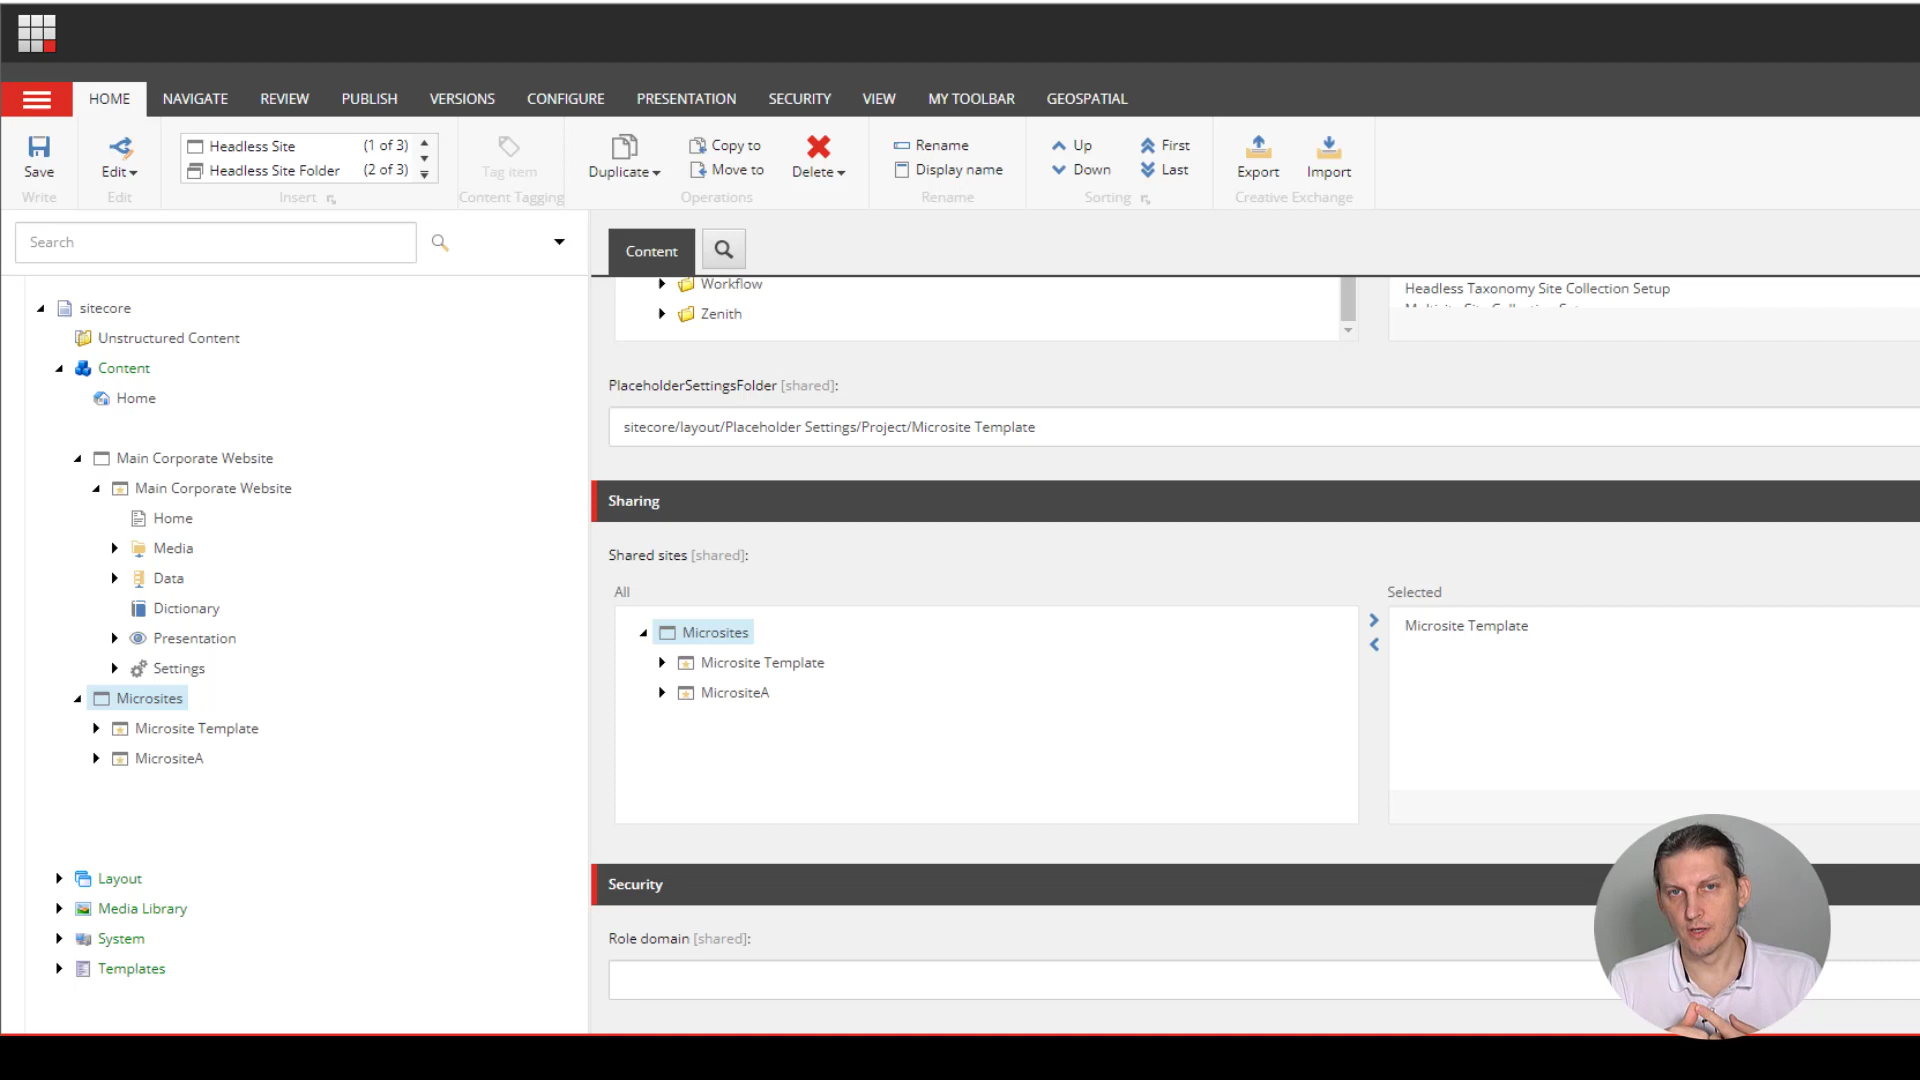 HOME NAVIGATE REVIEW PUBLISH VERSIONS CONFIGURE PRESENTATION SECURITY VIEW MY TOOLBAR GEOSPATIAL
Save
Write
Edit
Edit
Headless Site (1 of 3)
Headless Site Folder (2 of 3)
Insert
Tag item
Content Tagging
Duplicate
Copy to
Move to
Delete
Operations
Rename
Display name
Rename
Up
Down
First
Last
Sorting
Export
Import
Creative Exchange
Search
sitecore
Unstructured Content
Content
Home
Main Corporate Website
Main Corporate Website
Home
Media
Data
Dictionary
Presentation
Settings
Microsites
Microsite Template
MicrositeA
Layout
Media Library
System
Templates
Content
Workflow
Zenith
Headless Taxonomy Site Collection Setup
PlaceholderSettingsFolder [shared]:
sitecore/layout/Placeholder Settings/Project/Microsite Template
Sharing
Shared sites [shared]:
All
Microsites
Microsite Template
MicrositeA
Selected
Microsite Template
Security
Role domain [shared]: